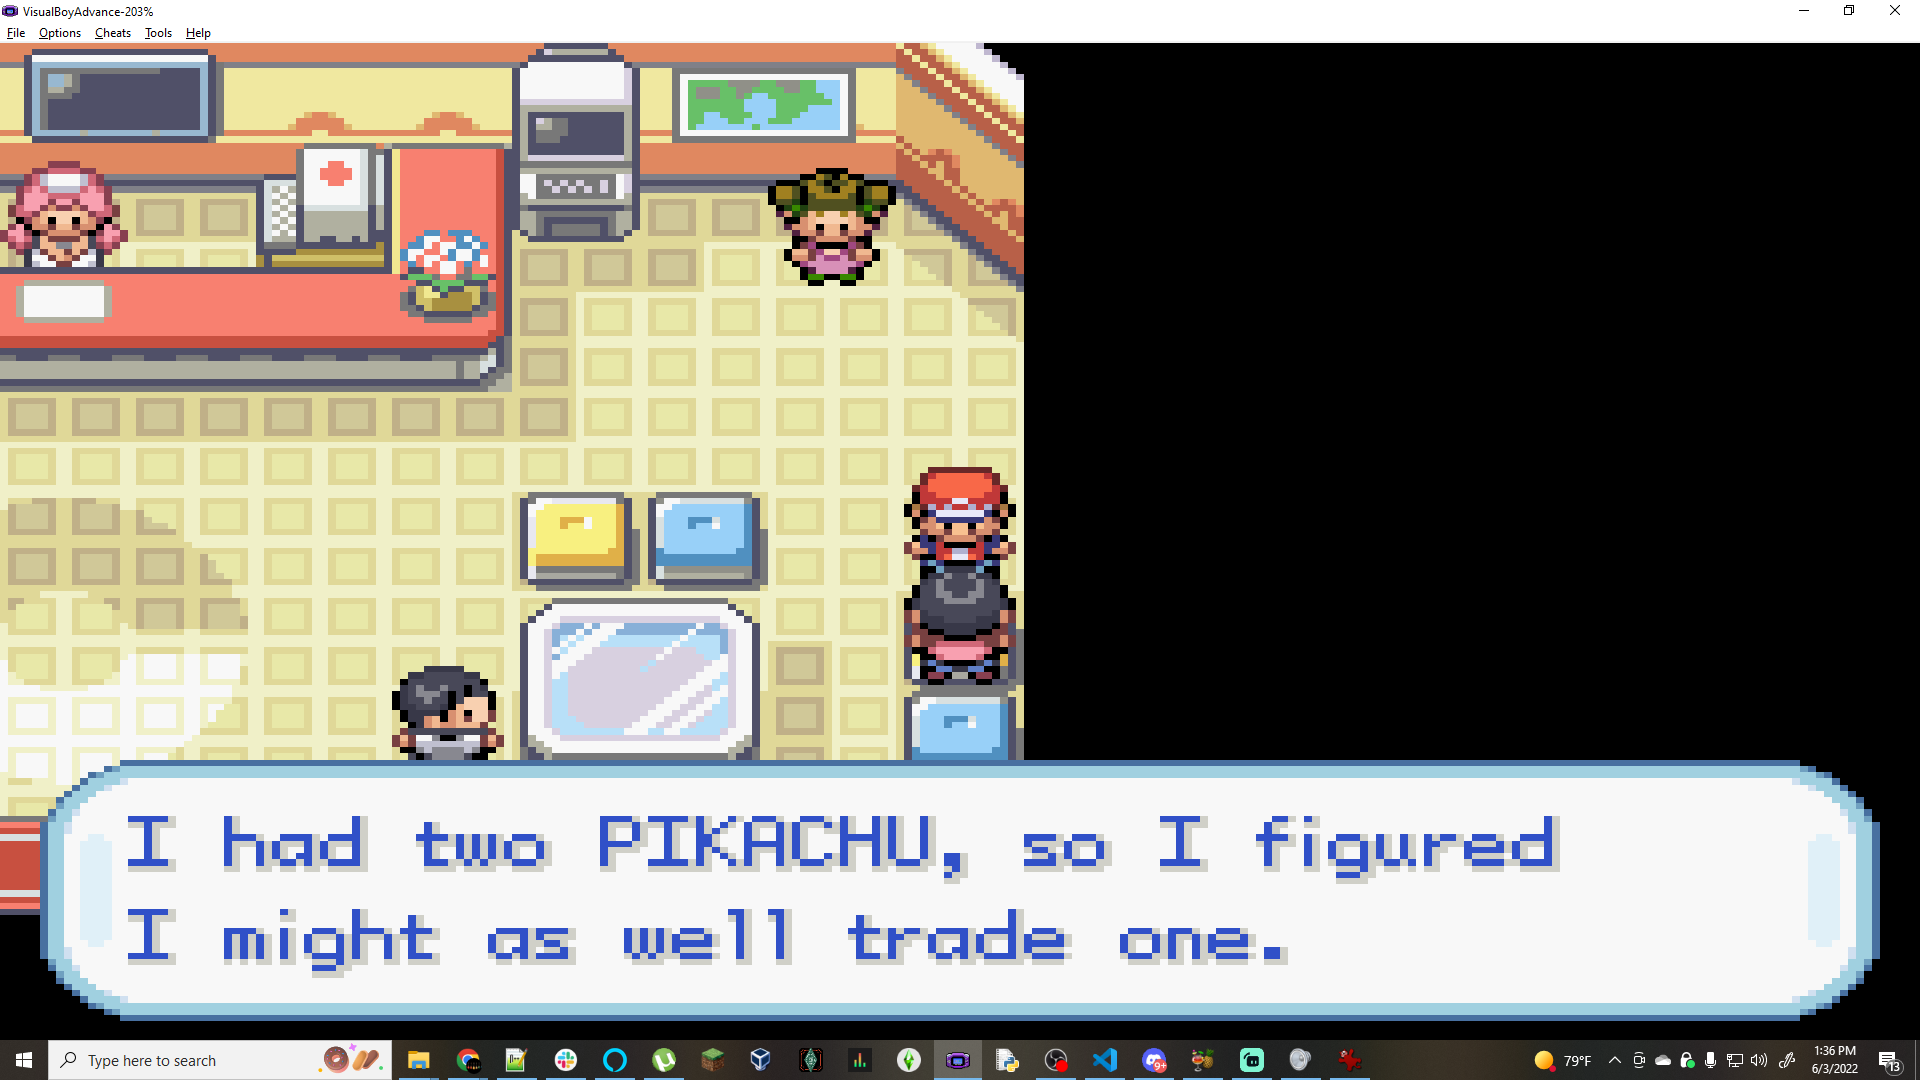 VisualBoyAdvance-203%
File Options Cheats Tools Help
I had two PIKACHU, so I figured
I might as well trade one.
Type here to search
9+
79°F
1:36 PM
6/3/2022
13